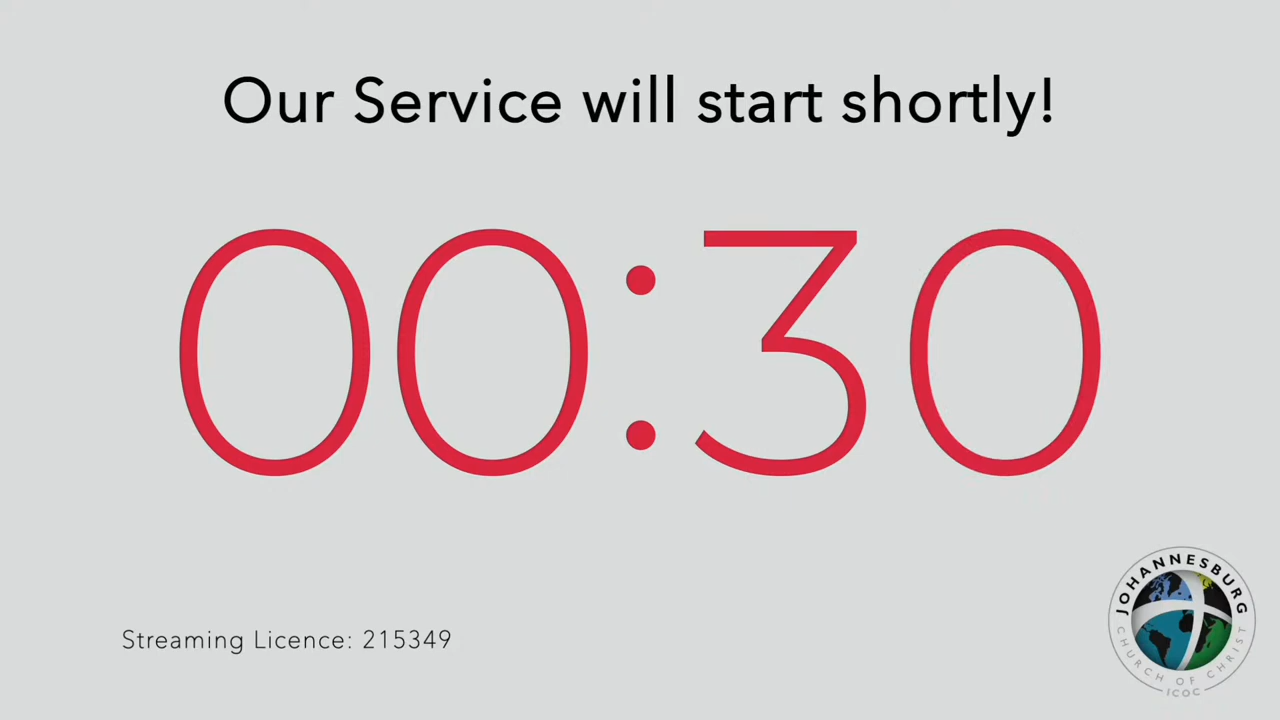 Our Service will start shortly!
00:30
Streaming Licence: 215349
JOHANNESBURG
CHURCH OF CHRIST
ICOC